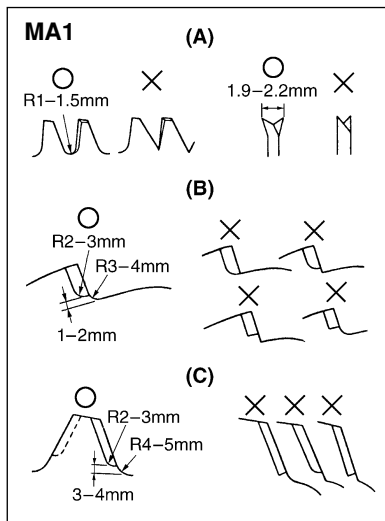 MA1
(A)
R1–1.5mm
1.9–2.2mm
(B)
R2–3mm
R3–4mm
1–2mm
(C)
R2–3mm
R4–5mm
3–4mm